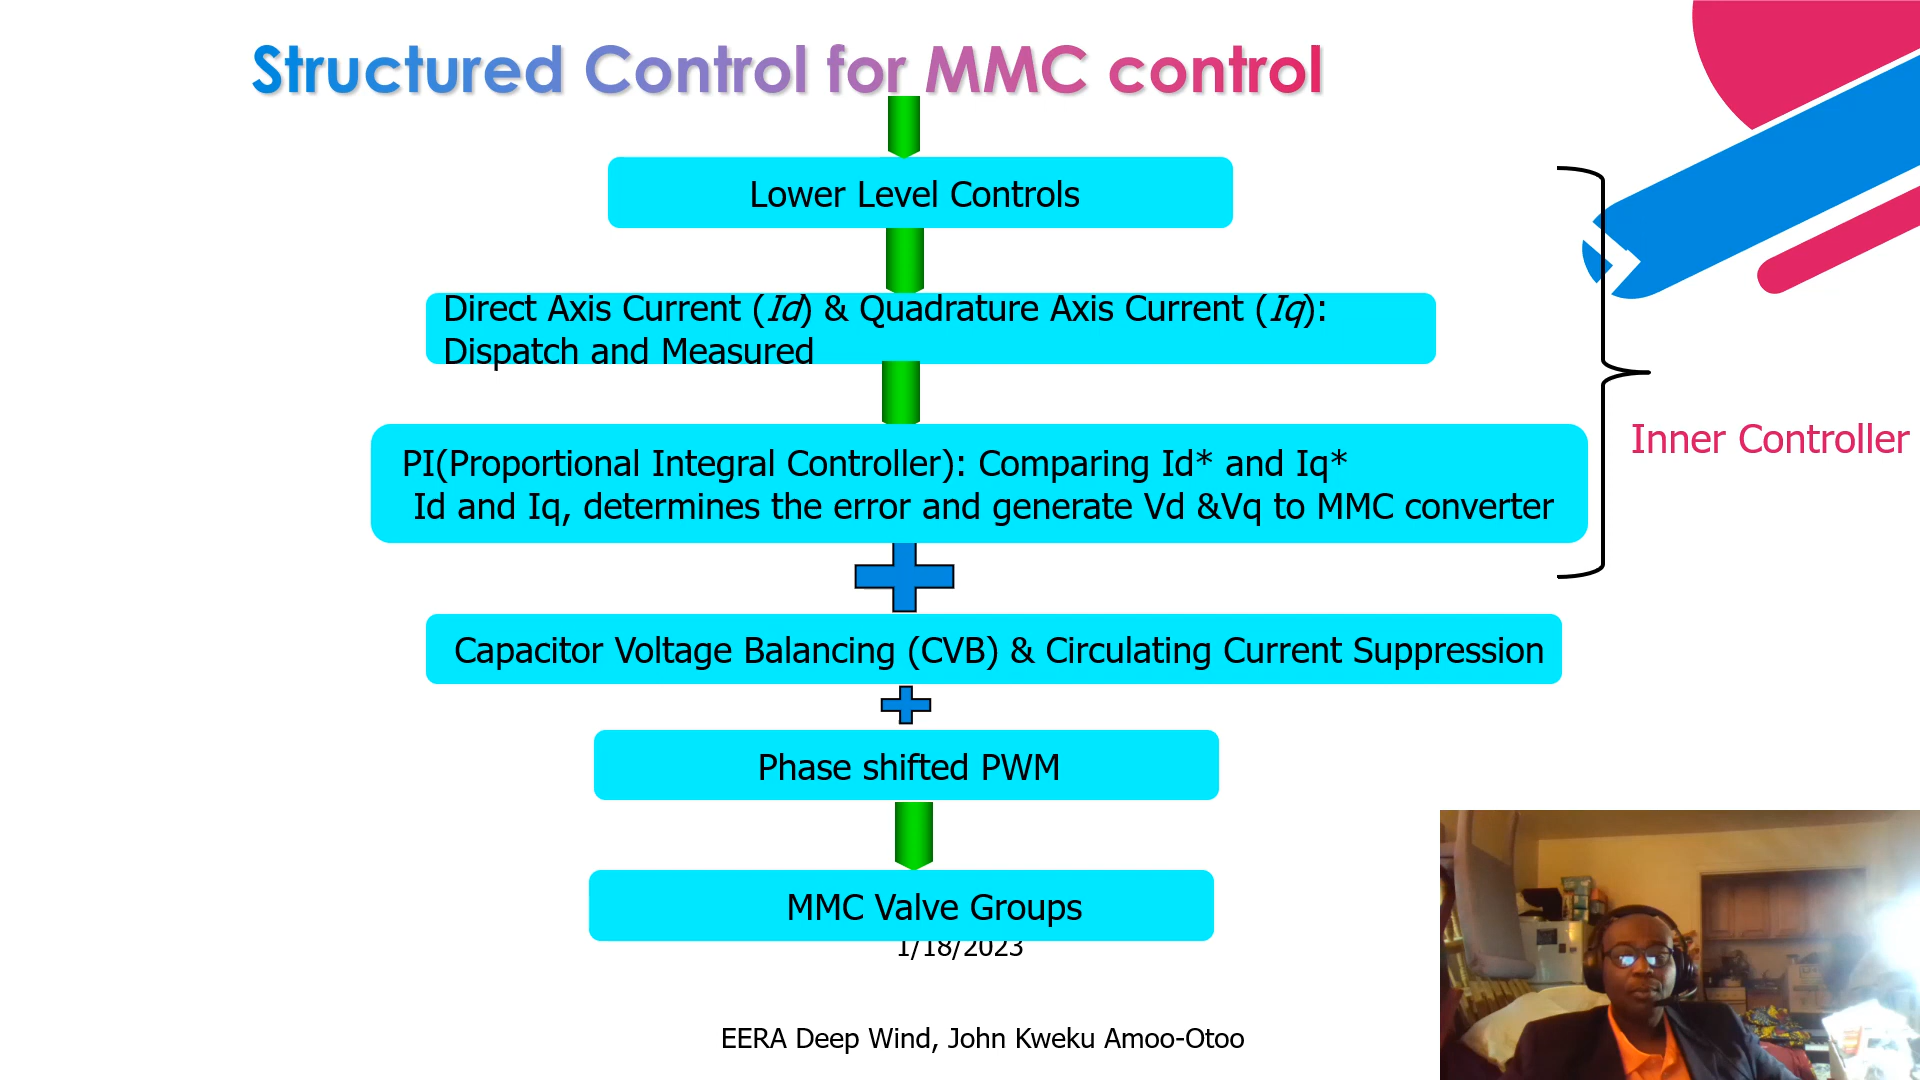 Structured Control for MMC control
Lower Level Controls
Direct Axis Current (Id) & Quadrature Axis Current (Iq):
Dispatch and Measured
PI(Proportional Integral Controller): Comparing Id* and Iq*
Id and Iq, determines the error and generate Vd &Vq to MMC converter
Inner Controller
Capacitor Voltage Balancing (CVB) & Circulating Current Suppression
Phase shifted PWM
MMC Valve Groups
1/18/2023
EERA Deep Wind, John Kweku Amoo-Otoo